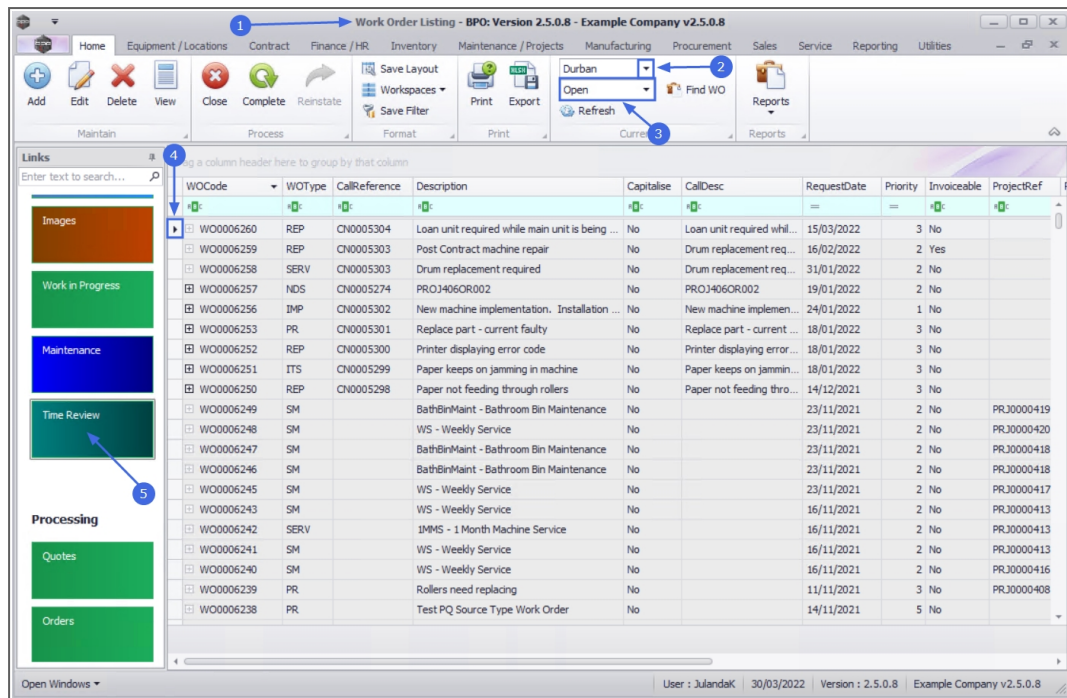 1
Work Order Listing - BPO: Version 2.5.0.8 - Example Company v2.5.0.8
Home Equipment / Locations Contract Finance / HR Inventory Maintenance / Projects Manufacturing Procurement Sales Service Reporting Utilities
Add Edit Delete View
Maintain
Close Complete Reinstate
Process
Save Layout
Workspaces
Save Filter
Format
Print Export
Print
Durban
2
Open
Find WO
Refresh
3
Reports
Reports
Links
4
Enter text to search...
Images
Work in Progress
Maintenance
Time Review
5
Processing
Quotes
Orders
a column header here to group by that column
WOCode WOType CallReference Description Capitalise CallDesc RequestDate Priority Invoiceable ProjectRef
WO0006260 REP CN0005304 Loan unit required while main unit is being ... No Loan unit required whil... 15/03/2022 3 No
WO0006259 REP CN0005303 Post Contract machine repair No Drum replacement req... 16/02/2022 2 Yes
WO0006258 SERV CN0005303 Drum replacement required No Drum replacement req... 31/01/2022 2 No
WO0006257 NDS CN0005274 PROJ406OR002 No PROJ406OR002 19/01/2022 2 No
WO0006256 IMP CN0005302 New machine implementation. Installation ... No New machine implemen... 24/01/2022 1 No
WO0006253 PR CN0005301 Replace part - current faulty No Replace part - current ... 18/01/2022 3 No
WO0006252 REP CN0005300 Printer displaying error code No Printer displaying error... 18/01/2022 3 No
WO0006251 ITS CN0005299 Paper keeps on jamming in machine No Paper keeps on jammin... 18/01/2022 3 No
WO0006250 REP CN0005298 Paper not feeding through rollers No Paper not feeding thro... 14/12/2021 3 No
WO0006249 SM BathBinMaint - Bathroom Bin Maintenance No 23/11/2021 2 No PRJ0000419
WO0006248 SM WS - Weekly Service No 23/11/2021 2 No PRJ0000420
WO0006247 SM BathBinMaint - Bathroom Bin Maintenance No 23/11/2021 2 No PRJ0000418
WO0006246 SM BathBinMaint - Bathroom Bin Maintenance No 23/11/2021 2 No PRJ0000418
WO0006245 SM WS - Weekly Service No 23/11/2021 2 No PRJ0000417
WO0006243 SM WS - Weekly Service No 16/11/2021 2 No PRJ0000413
WO0006242 SERV 1MMS - 1 Month Machine Service No 16/11/2021 2 No PRJ0000413
WO0006241 SM WS - Weekly Service No 16/11/2021 2 No PRJ0000413
WO0006240 SM WS - Weekly Service No 16/11/2021 2 No PRJ0000416
WO0006239 PR Rollers need replacing No 11/11/2021 3 No PRJ0000408
WO0006238 PR Test PQ Source Type Work Order No 14/11/2021 5 No
Open Windows User : JulandaK 30/03/2022 Version : 2.5.0.8 Example Company v2.5.0.8